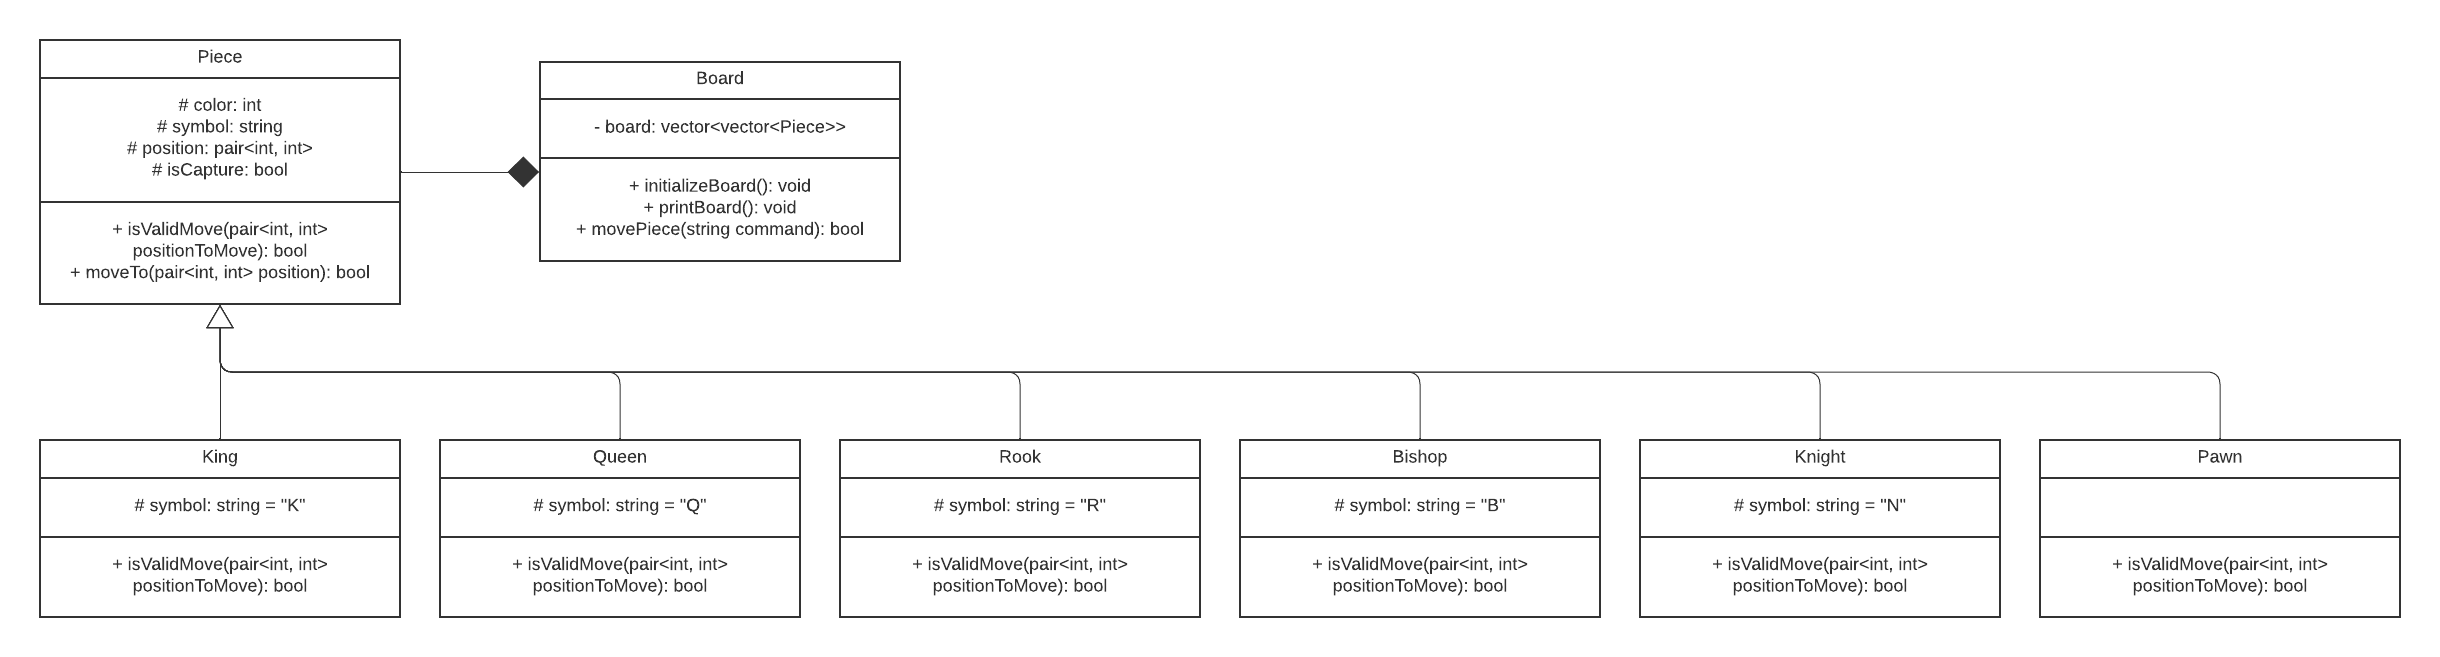 Piece
# color: int
# symbol: string
# position: pair<int, int>
# isCapture: bool
+ isValidMove(pair<int, int>
positionToMove): bool
+ moveTo(pair<int, int> position): bool
Board
- board: vector<vector<Piece>>
+ initializeBoard(): void
+ printBoard(): void
+ movePiece(string command): bool
King
# symbol: string = "K"
+ isValidMove(pair<int, int>
positionToMove): bool
Queen
# symbol: string = "Q"
+ isValidMove(pair<int, int>
positionToMove): bool
Rook
# symbol: string = "R"
+ isValidMove(pair<int, int>
positionToMove): bool
Bishop
# symbol: string = "B"
+ isValidMove(pair<int, int>
positionToMove): bool
Knight
# symbol: string = "N"
+ isValidMove(pair<int, int>
positionToMove): bool
Pawn
+ isValidMove(pair<int, int>
positionToMove): bool